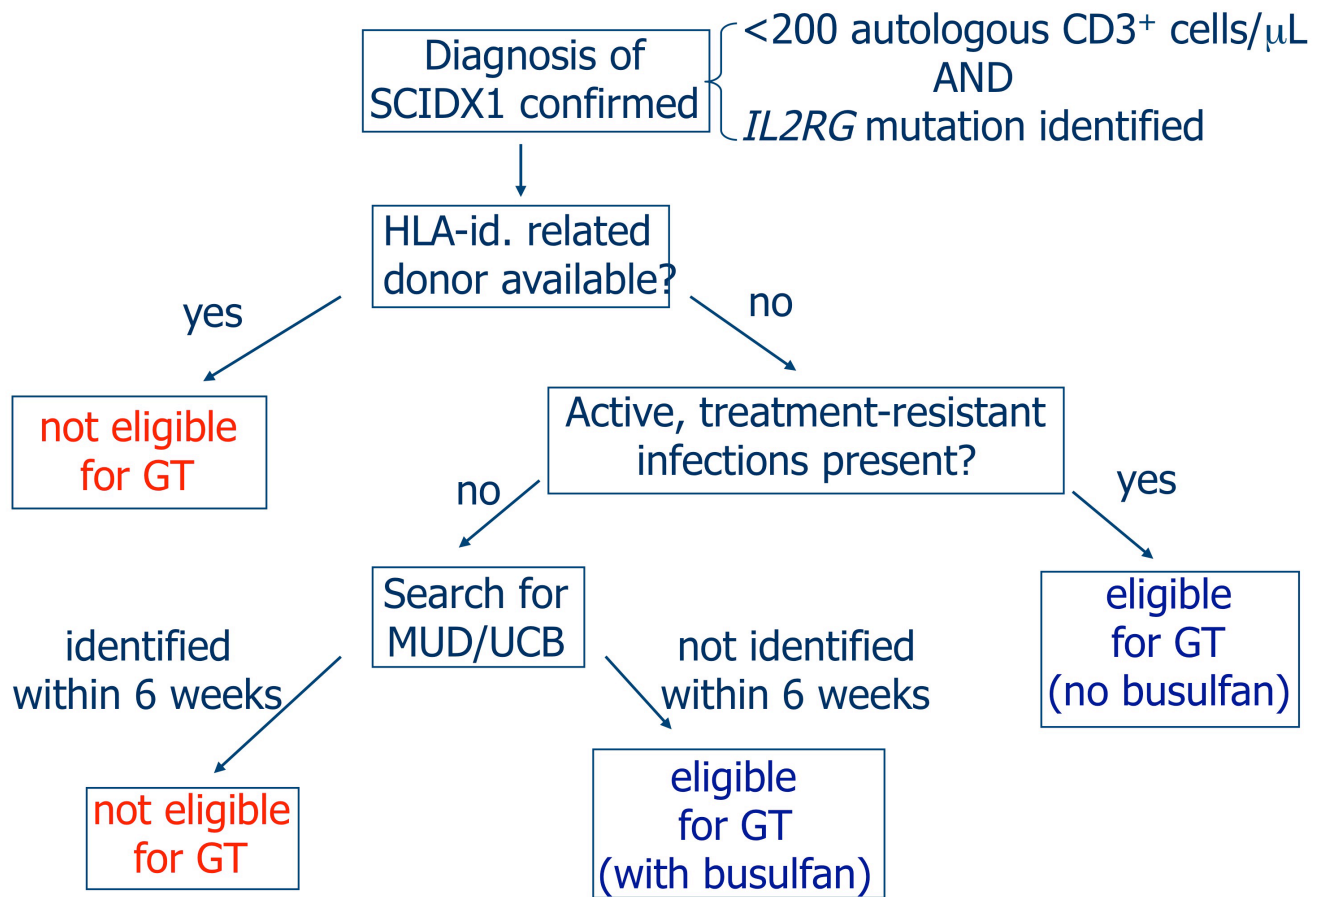 Diagnosis of
SCIDX1 confirmed
<200 autologous CD3⁺ cells/μL
AND
IL2RG mutation identified
HLA-id. related
donor available?
yes
no
not eligible
for GT
Active, treatment-resistant
infections present?
no
yes
Search for
MUD/UCB
eligible
for GT
(no busulfan)
identified
within 6 weeks
not identified
within 6 weeks
not eligible
for GT
eligible
for GT
(with busulfan)